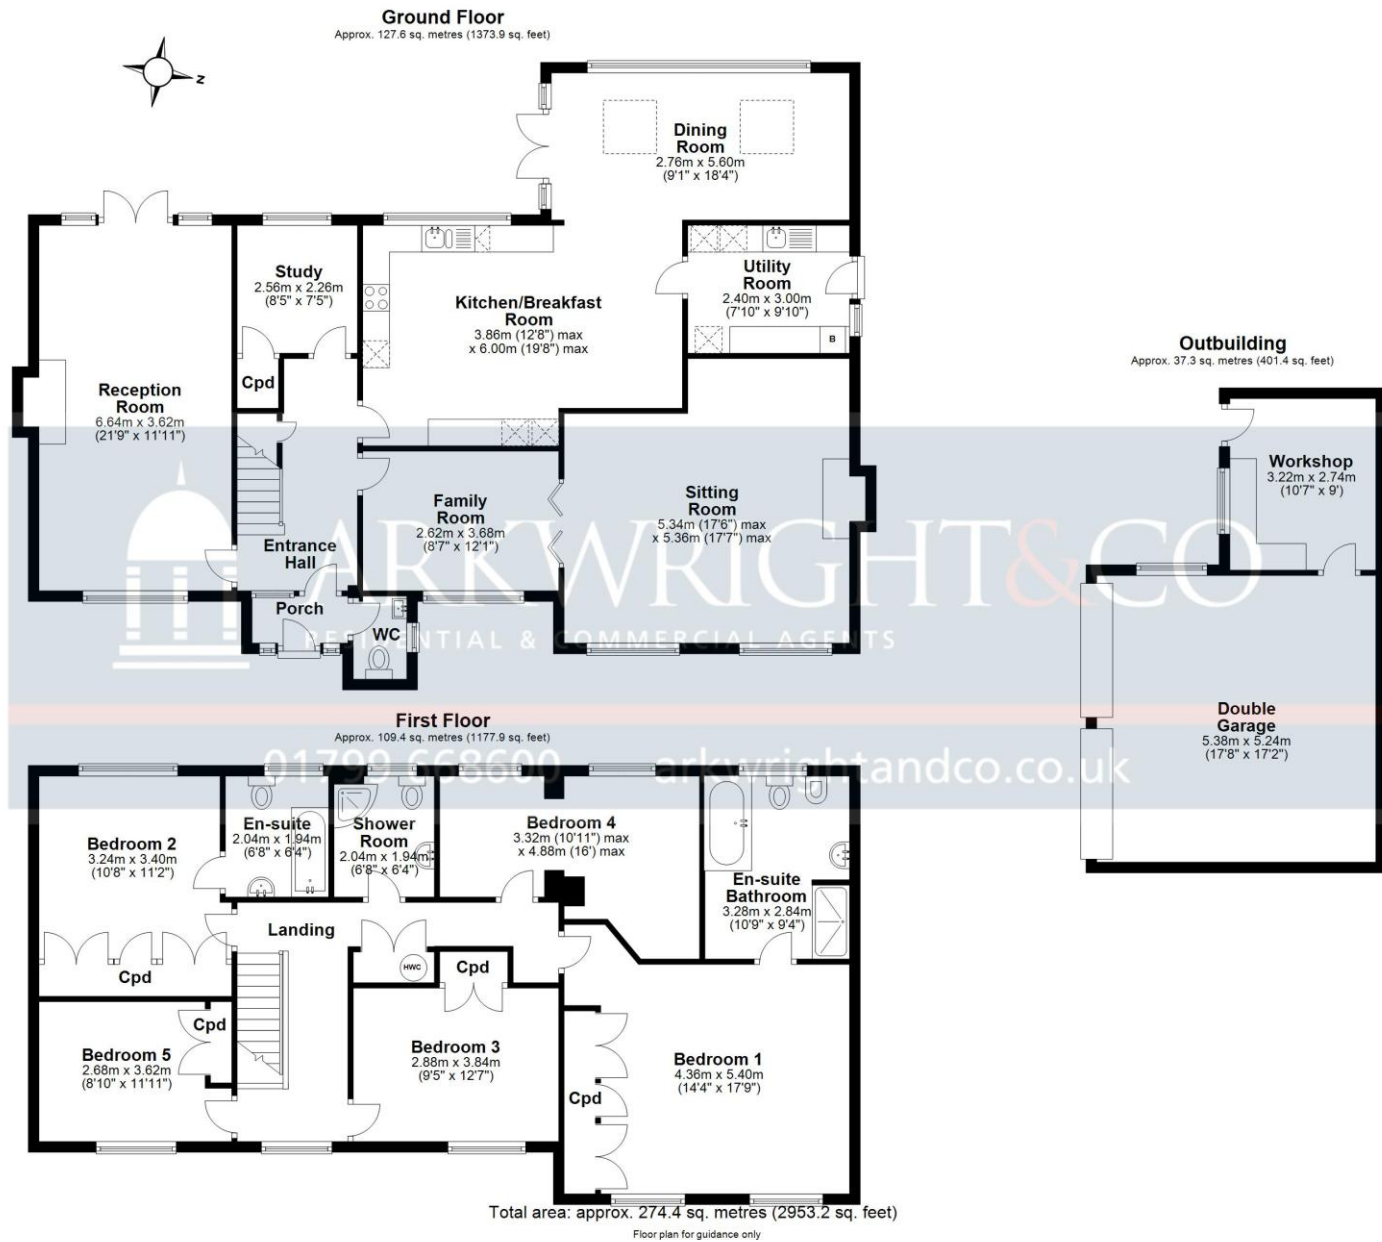 Ground Floor
Approx. 127.6 sq. metres (1373.9 sq. feet)
N
Dining
Room
2.76m x 5.60m
(9'1" x 18'4")
Study
2.56m x 2.26m
(8'5" x 7'5")
Utility
Room
2.40m x 3.00m
(7'10" x 9'10")
Kitchen/Breakfast
Room
3.86m (12'8") max
x 6.00m (19'8") max
B
Cpd
Reception
Room
6.64m x 3.62m
(21'9" x 11'11")
Family
Room
2.62m x 3.68m
(8'7" x 12'1")
Sitting
Room
5.34m (17'6") max
x 5.36m (17'7") max
Entrance
Hall
Porch
WC
Outbuilding
Approx. 37.3 sq. metres (401.4 sq. feet)
Workshop
3.22m x 2.74m
(10'7" x 9')
Double
Garage
5.38m x 5.24m
(17'8" x 17'2")
ARKWRIGHT&CO
RESIDENTIAL & COMMERCIAL AGENTS
01799 668600 arkwrightandco.co.uk
First Floor
Approx. 109.4 sq. metres (1177.9 sq. feet)
Bedroom 2
3.24m x 3.40m
(10'8" x 11'2")
En-suite
2.04m x 1.94m
(6'8" x 6'4")
Shower
Room
2.04m x 1.94m
(6'8" x 6'4")
Bedroom 4
3.32m (10'11") max
x 4.88m (16') max
En-suite
Bathroom
3.28m x 2.84m
(10'9" x 9'4")
Landing
Cpd
HWC
Cpd
Cpd
Bedroom 5
2.68m x 3.62m
(8'10" x 11'11")
Bedroom 3
2.88m x 3.84m
(9'5" x 12'7")
Cpd
Bedroom 1
4.36m x 5.40m
(14'4" x 17'9")
Total area: approx. 274.4 sq. metres (2953.2 sq. feet)
Floor plan for guidance only